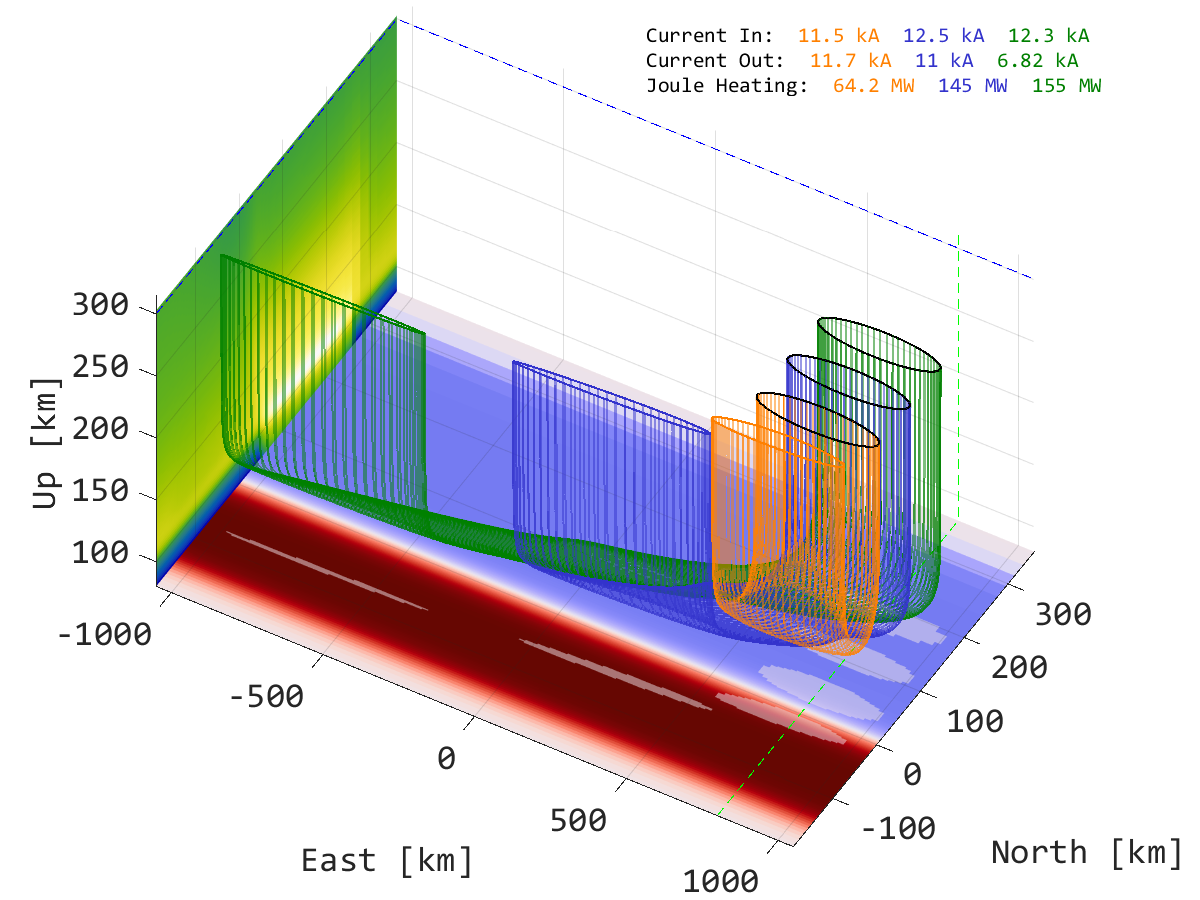 Current In: 11.5 kA 12.5 kA 12.3 kA
Current Out: 11.7 kA 11 kA 6.82 kA
Joule Heating: 64.2 MW 145 MW 155 MW
300
250
200
150
100
Up [km]
-1000
-500
0
500
1000
East [km]
300
200
100
0
-100
North [km]